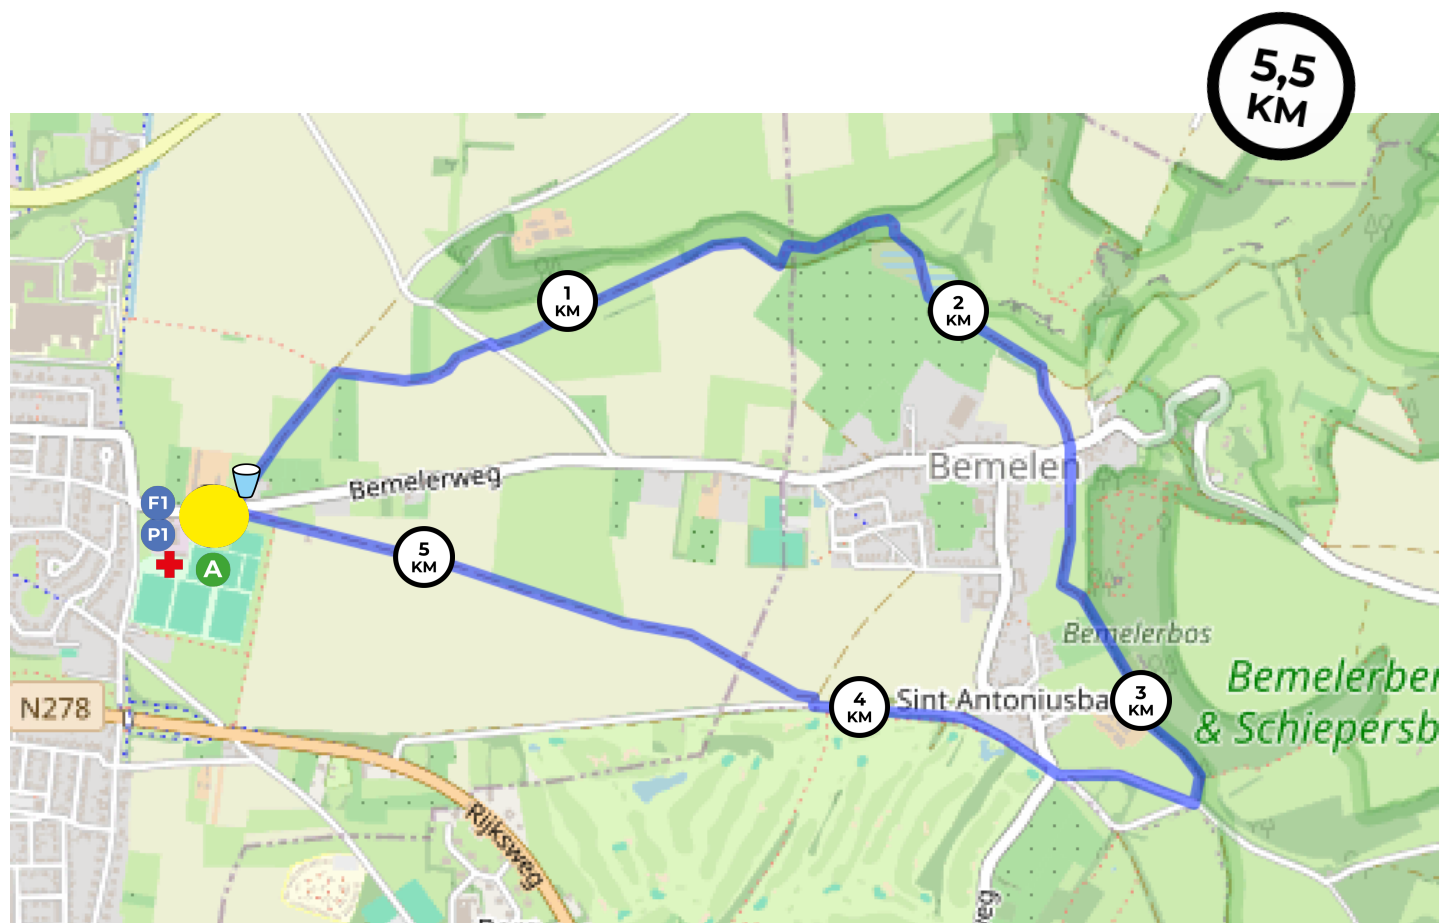 5,5
KM
1
KM
2
KM
Bemelen
Bemelerweg
F1
P1
A
5
KM
Bemelerbos
Bemelerber
& Schiepersb
N278
4
KM
Sint Antoniusba
3
KM
Rijksweg